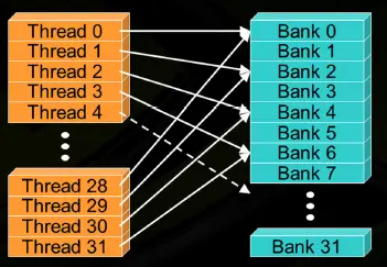 Thread 0
Thread 1
Thread 2
Thread 3
Thread 4
Thread 28
Thread 29
Thread 30
Thread 31
Bank 0
Bank 1
Bank 2
Bank 3
Bank 4
Bank 5
Bank 6
Bank 7
Bank 31